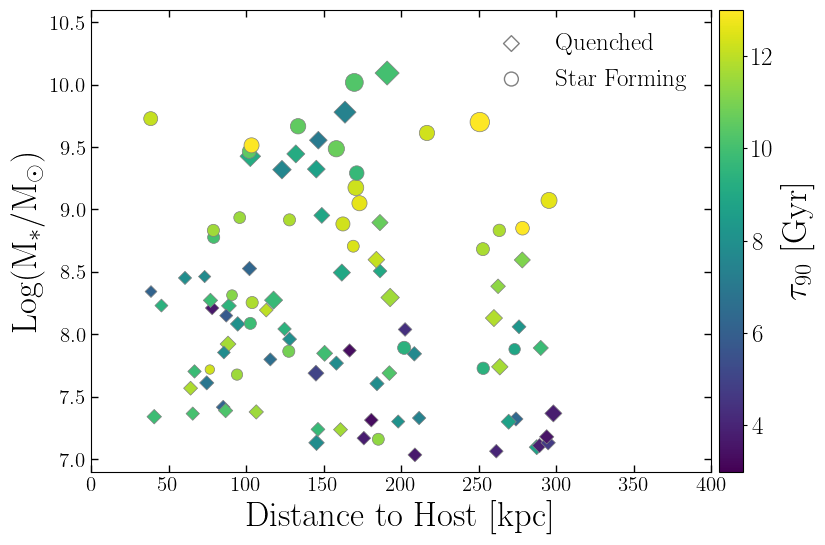 10.5
10.0
9.5
9.0
8.5
8.0
7.5
7.0
Log(M*/M⊙)
Quenched
Star Forming
0 50 100 150 200 250 300 350 400
Distance to Host [kpc]
12
10
8
6
4
τ90 [Gyr]